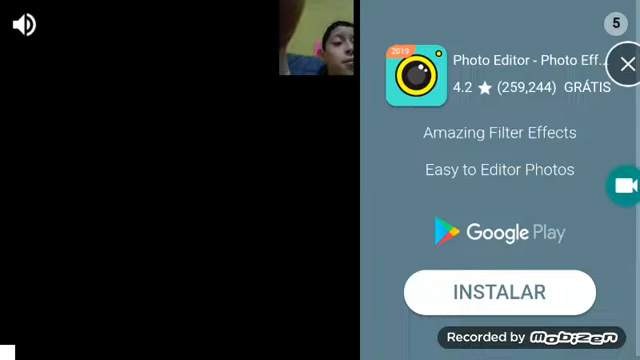 5
2019
Photo Editor - Photo Eff...
4.2 ★ (259,244) GRÁTIS
Amazing Filter Effects
Easy to Editor Photos
Google Play
INSTALAR
Recorded by mobizen